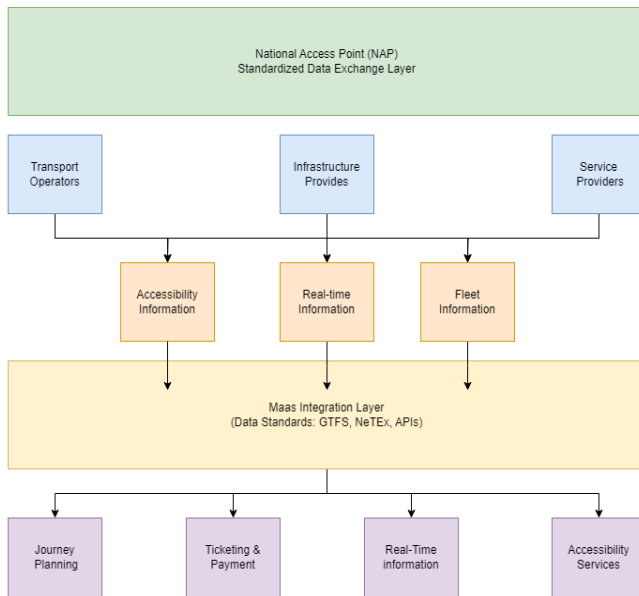 National Access Point (NAP)
Standardized Data Exchange Layer
Transport
Operators
Infrastructure
Provides
Service
Providers
Accessibility
Information
Real-time
Information
Fleet
Information
Maas Integration Layer
(Data Standards: GTFS, NeTEx, APIs)
Journey
Planning
Ticketing &
Payment
Real-Time
information
Accessibility
Services